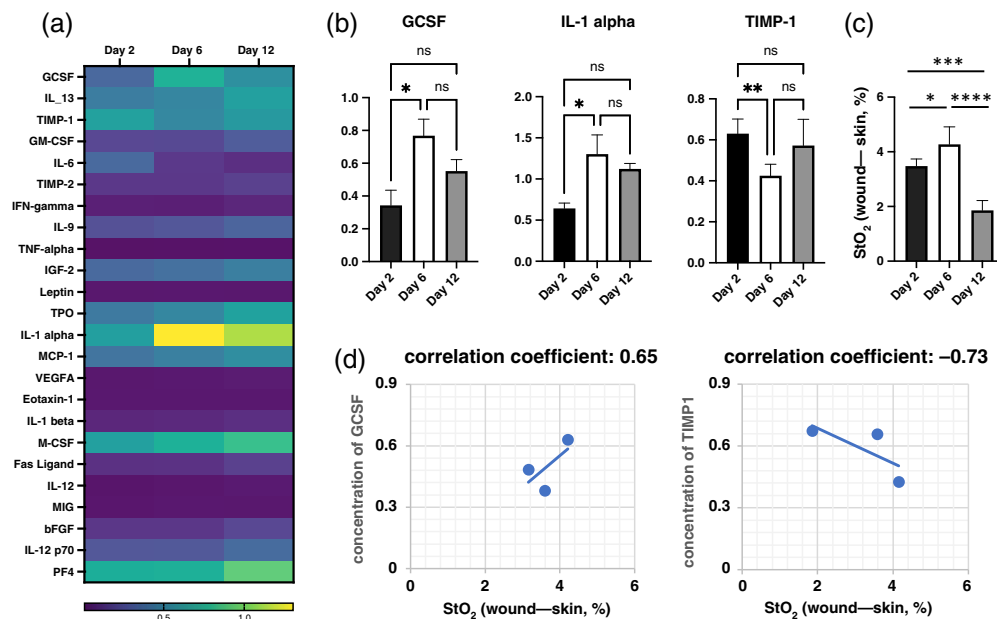 (a)
Day 2 Day 6 Day 12
GCSF
IL_13
TIMP-1
GM-CSF
IL-6
TIMP-2
IFN-gamma
IL-9
TNF-alpha
IGF-2
Leptin
TPO
IL-1 alpha
MCP-1
VEGFA
Eotaxin-1
IL-1 beta
M-CSF
Fas Ligand
IL-12
MIG
bFGF
IL-12 p70
PF4
0.5 1.0
(b)
GCSF
ns
* ns
1.0
0.8
0.6
0.4
0.2
0.0
Day 2 Day 6 Day 12
IL-1 alpha
ns
* ns
2.0
1.5
1.0
0.5
0.0
Day 2 Day 6 Day 12
TIMP-1
ns
** ns
0.8
0.6
0.4
0.2
0.0
Day 2 Day 6 Day 12
(c)
***
* ****
StO2 (wound— skin, %)
6
4
2
0
Day 2 Day 6 Day 12
(d)
correlation coefficient: 0.65
concentration of GCSF
0.9
0.6
0.3
0
0 2 4 6
StO2 (wound—skin, %)
correlation coefficient: –0.73
concentration of TIMP1
0.9
0.6
0.3
0
0 2 4 6
StO2 (wound—skin, %)